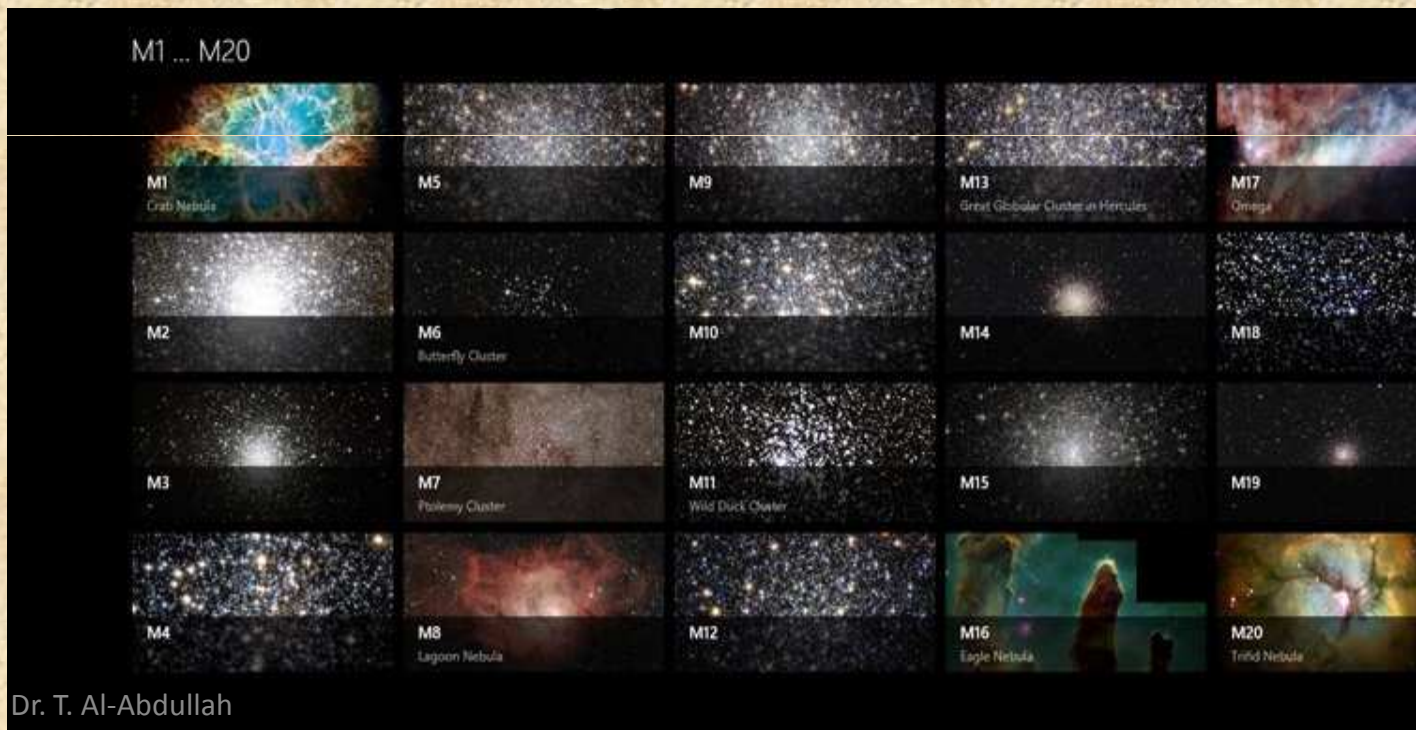 M1 ... M20
M1
Crab Nebula
M5
M9
M13
Great Globular Cluster in Hercules
M17
Omega
M2
M6
Butterfly Cluster
M10
M14
M18
M3
M7
Ptolemy Cluster
M11
Wild Duck Cluster
M15
M19
M4
M8
Lagoon Nebula
M12
M16
Eagle Nebula
M20
Trifid Nebula
Dr. T. Al-Abdullah